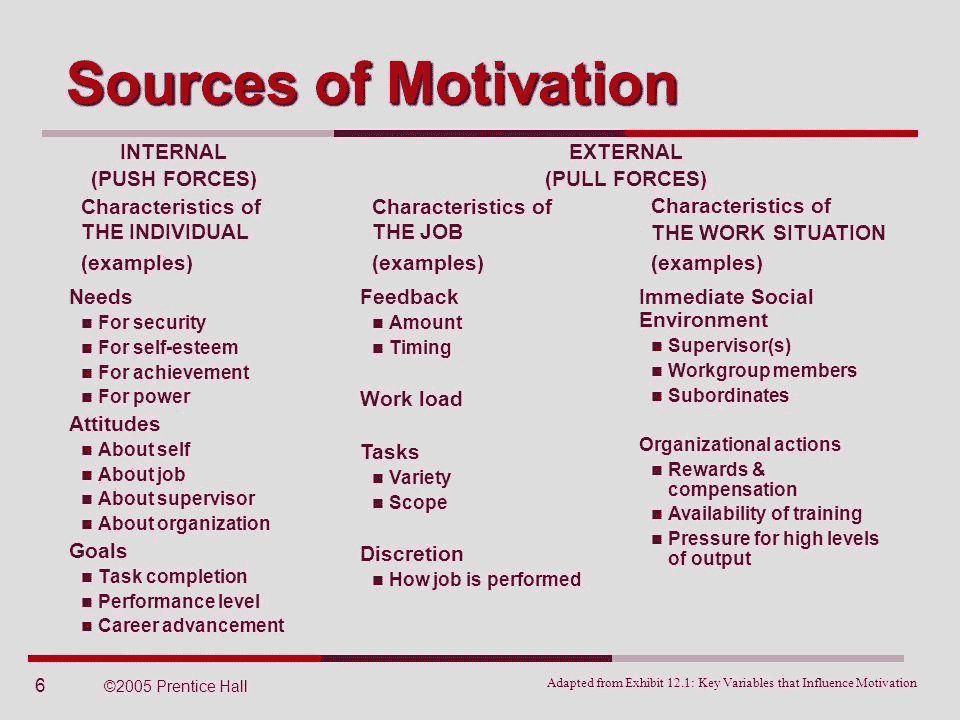 Sources of Motivation
INTERNAL
(PUSH FORCES)
Characteristics of
THE INDIVIDUAL
(examples)
Needs
■ For security
■ For self-esteem
■ For achievement
■ For power
Attitudes
■ About self
■ About job
■ About supervisor
■ About organization
Goals
■ Task completion
■ Performance level
■ Career advancement
EXTERNAL
(PULL FORCES)
Characteristics of
THE JOB
(examples)
Feedback
■ Amount
■ Timing
Work load
Tasks
■ Variety
■ Scope
Discretion
■ How job is performed
Characteristics of
THE WORK SITUATION
(examples)
Immediate Social
Environment
■ Supervisor(s)
■ Workgroup members
■ Subordinates
Organizational actions
■ Rewards &
compensation
■ Availability of training
■ Pressure for high levels
of output
6
©2005 Prentice Hall
Adapted from Exhibit 12.1: Key Variables that Influence Motivation